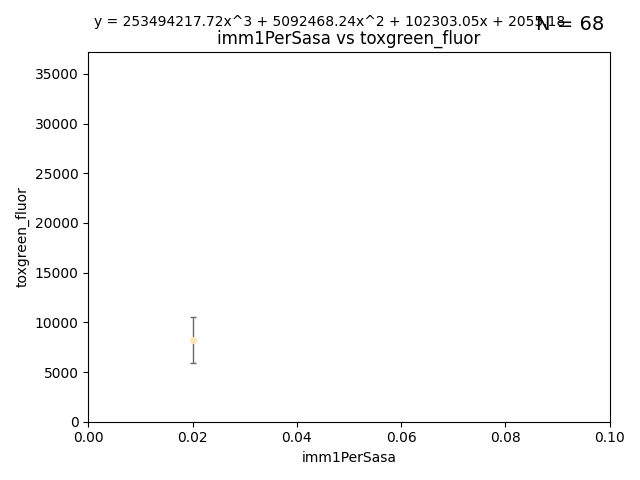 y = 253494217.72x^3 + 5092468.24x^2 + 102303.05x + 2055.18
N = 68
imm1PerSasa vs toxgreen_fluor
35000
30000
25000
20000
15000
10000
5000
0
toxgreen_fluor
0.00 0.02 0.04 0.06 0.08 0.10
imm1PerSasa